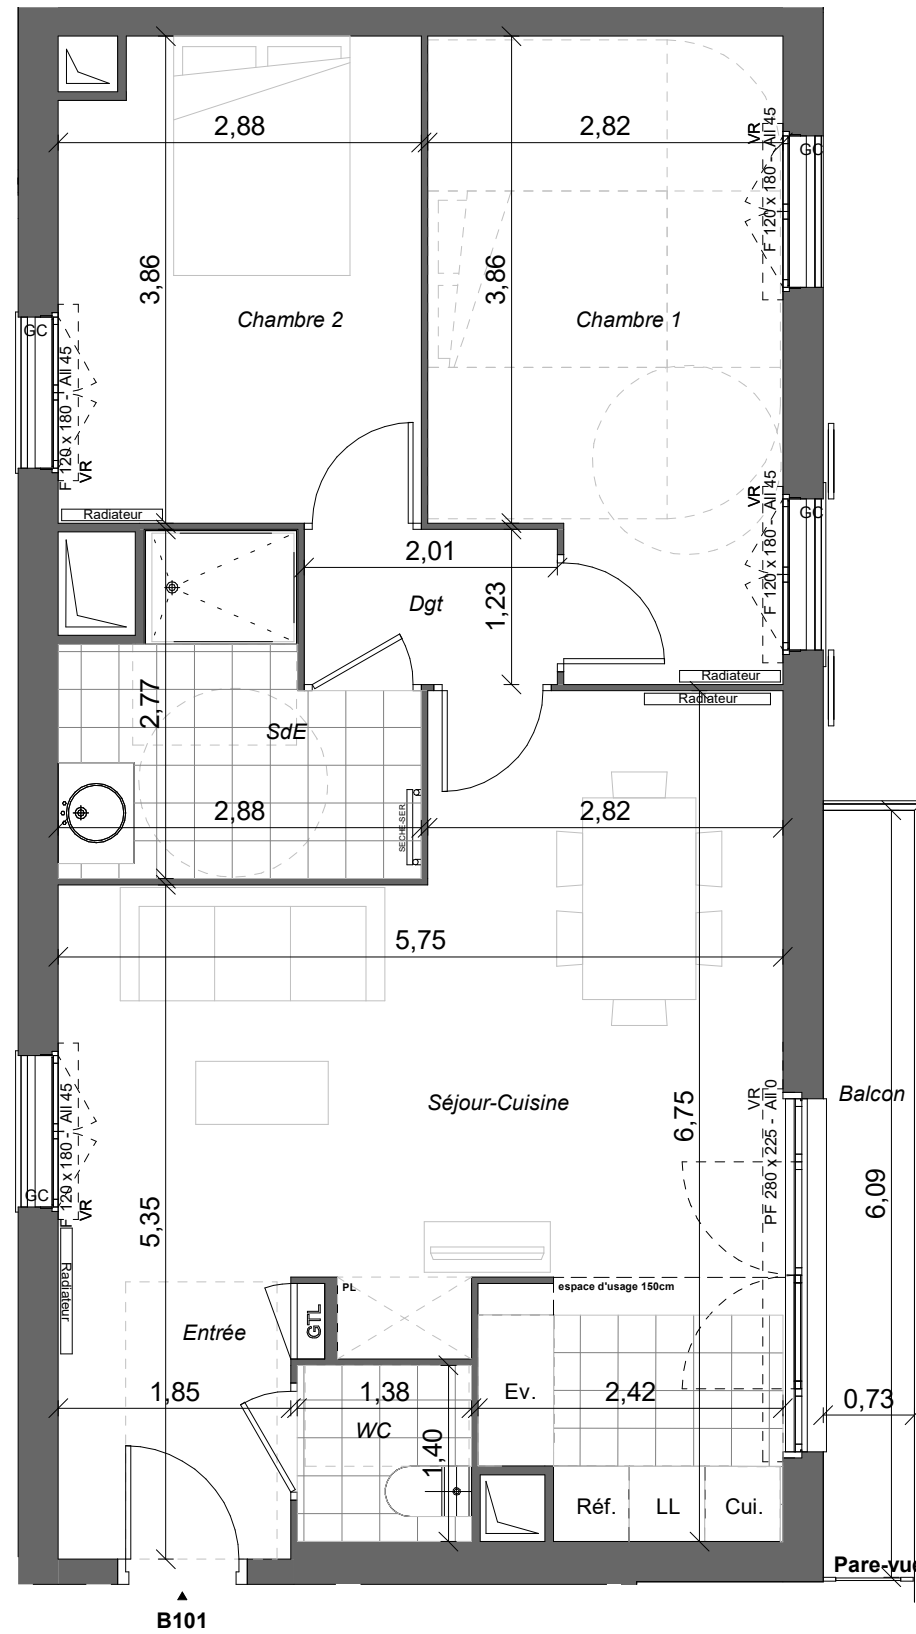 2,88
2,82
VR
F 120 x 180 - All 45
GC
3,86
3,86
Chambre 2
Chambre 1
GC
F 120 x 180 - All 45
VR
Radiateur
VR
F 120 x 180 - All 45
GC
2,01
Dgt
1,23
Radiateur
Radiateur
2,77
SdE
2,88
SECHE-SER.
2,82
5,75
Séjour-Cuisine
6,75
VR
PF 280 x 225 - All 0
Balcon
6,09
F 120 x 180 - All 45
GC
VR
5,35
Radiateur
Entrée
GTL
PL
espace d'usage 150cm
1,85
1,38
Ev.
2,42
0,73
WC
1,40
Réf.
LL
Cui.
Pare-vue
B101